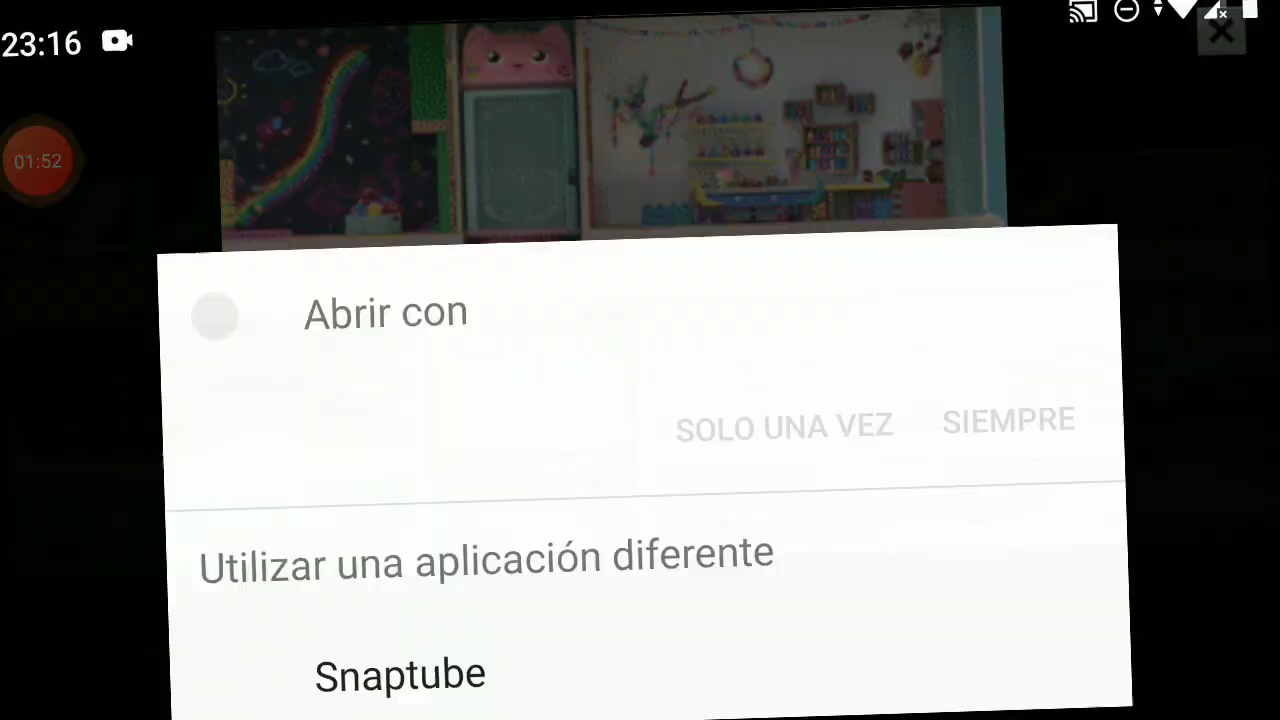 23:16
01:52
Abrir con
SOLO UNA VEZ SIEMPRE
Utilizar una aplicación diferente
Snaptube